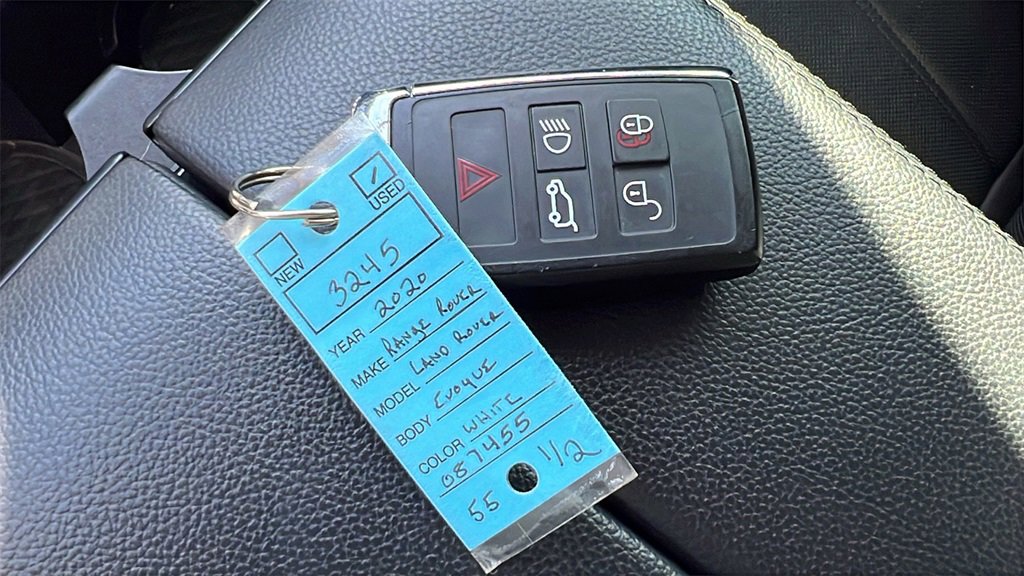 NEW USED
3245
YEAR 2020
MAKE RANGE ROVER
MODEL LAND ROVER
BODY EVOQUE
COLOR WHITE
087455
55 1/2